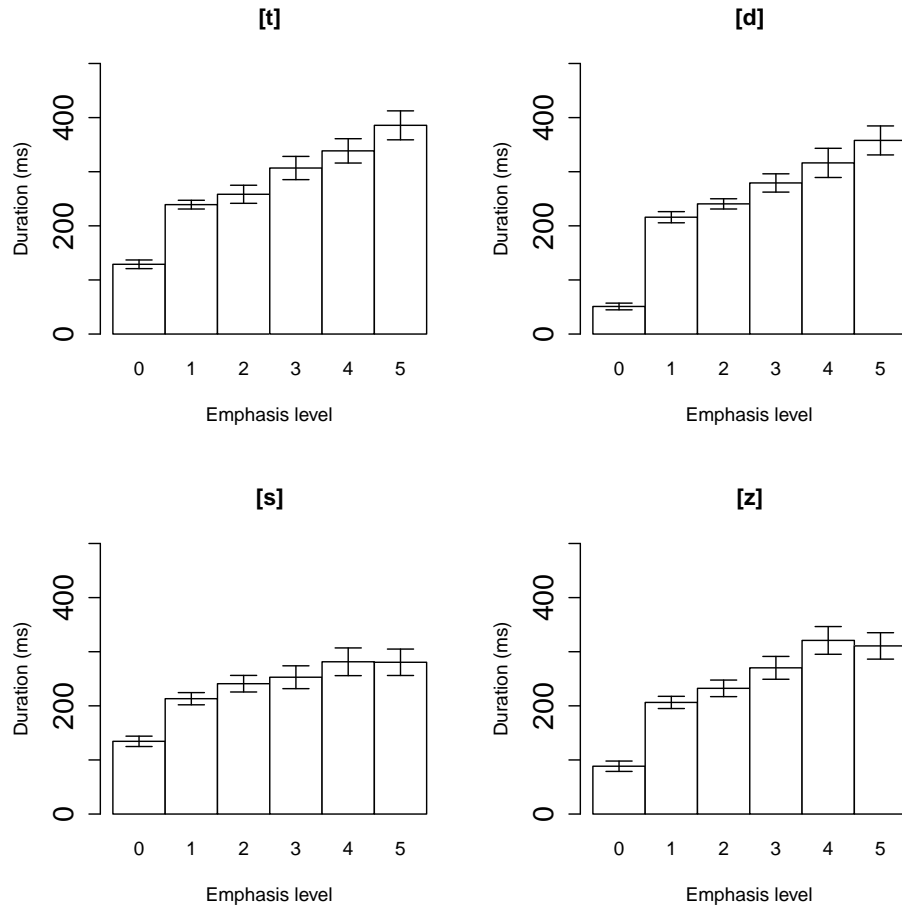 [t]
Duration (ms)
0 200 400
0 1 2 3 4 5
Emphasis level
[d]
Duration (ms)
0 200 400
0 1 2 3 4 5
Emphasis level
[s]
Duration (ms)
0 200 400
0 1 2 3 4 5
Emphasis level
[z]
Duration (ms)
0 200 400
0 1 2 3 4 5
Emphasis level